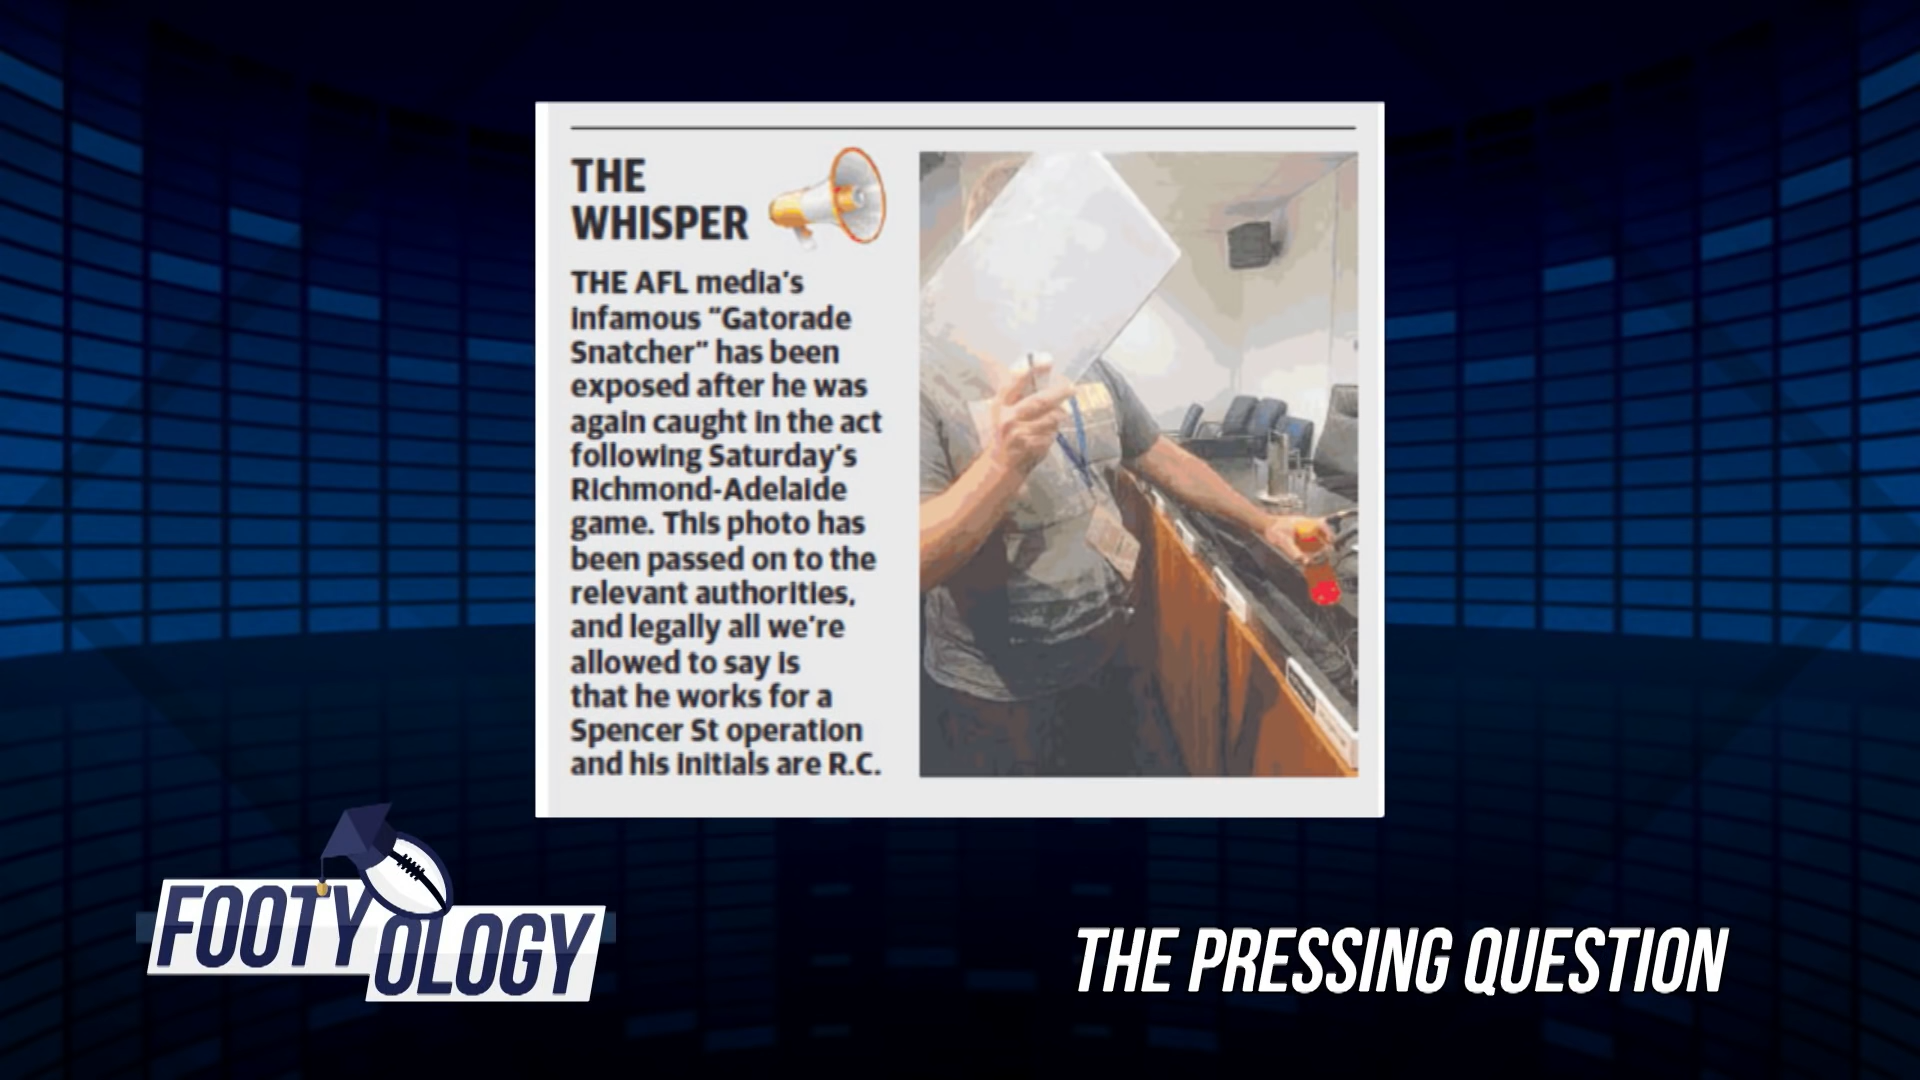 THE
WHISPER
THE AFL media's
infamous "Gatorade
Snatcher" has been
exposed after he was
again caught in the act
following Saturday's
Richmond-Adelaide
game. This photo has
been passed on to the
relevant authorities,
and legally all we're
allowed to say is
that he works for a
Spencer St operation
and his initials are R.C.
FOOTY
OLOGY
THE PRESSING QUESTION